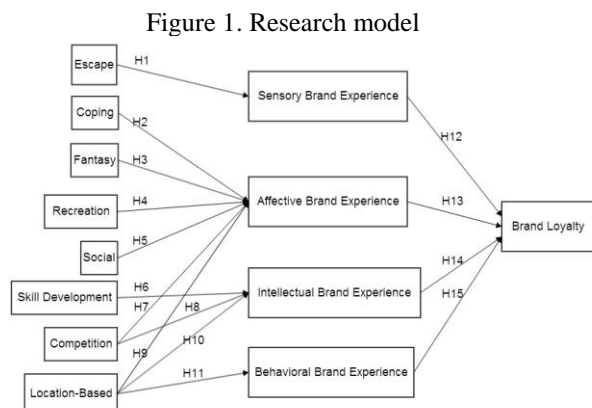 Figure 1. Research model
Escape
H1
Sensory Brand Experience
Coping
H2
H12
Fantasy
H3
Recreation
H4
Affective Brand Experience
H13
Brand Loyalty
Social
H5
H14
Skill Development
H6
Intellectual Brand Experience
H15
H7
H8
Competition
H9
H10
Location-Based
H11
Behavioral Brand Experience